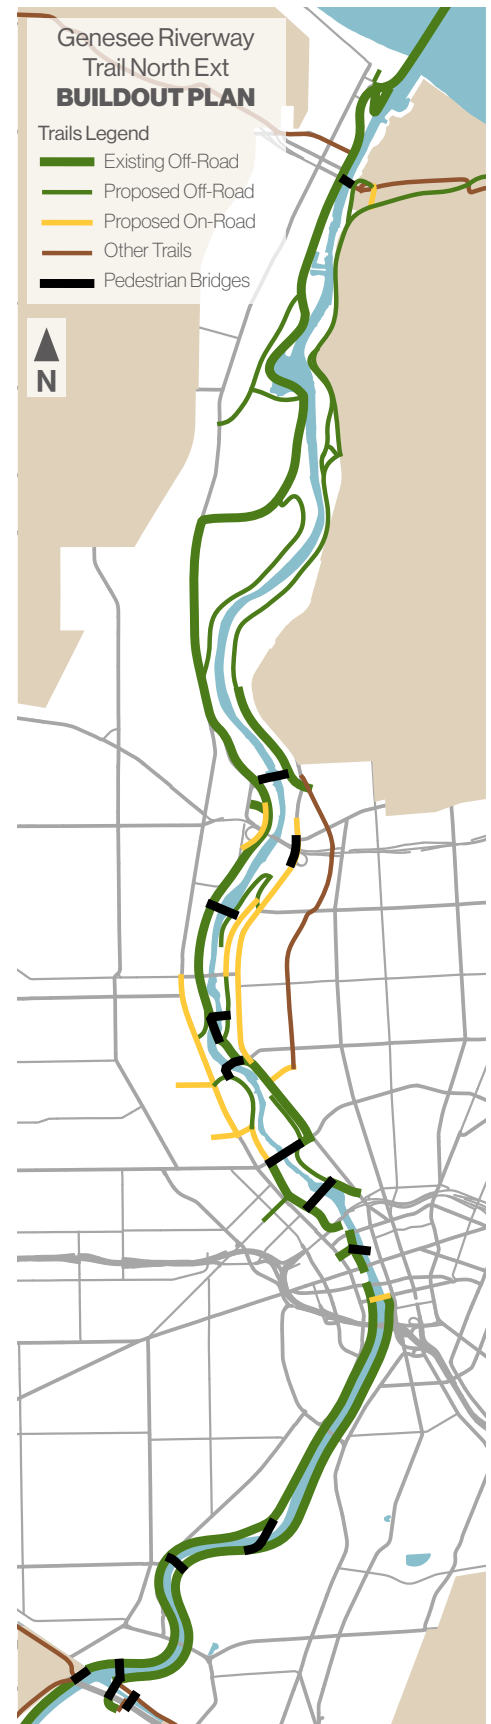 Genesee Riverway
Trail North Ext
BUILDOUT PLAN
Trails Legend
Existing Off-Road
Proposed Off-Road
Proposed On-Road
Other Trails
Pedestrian Bridges
N